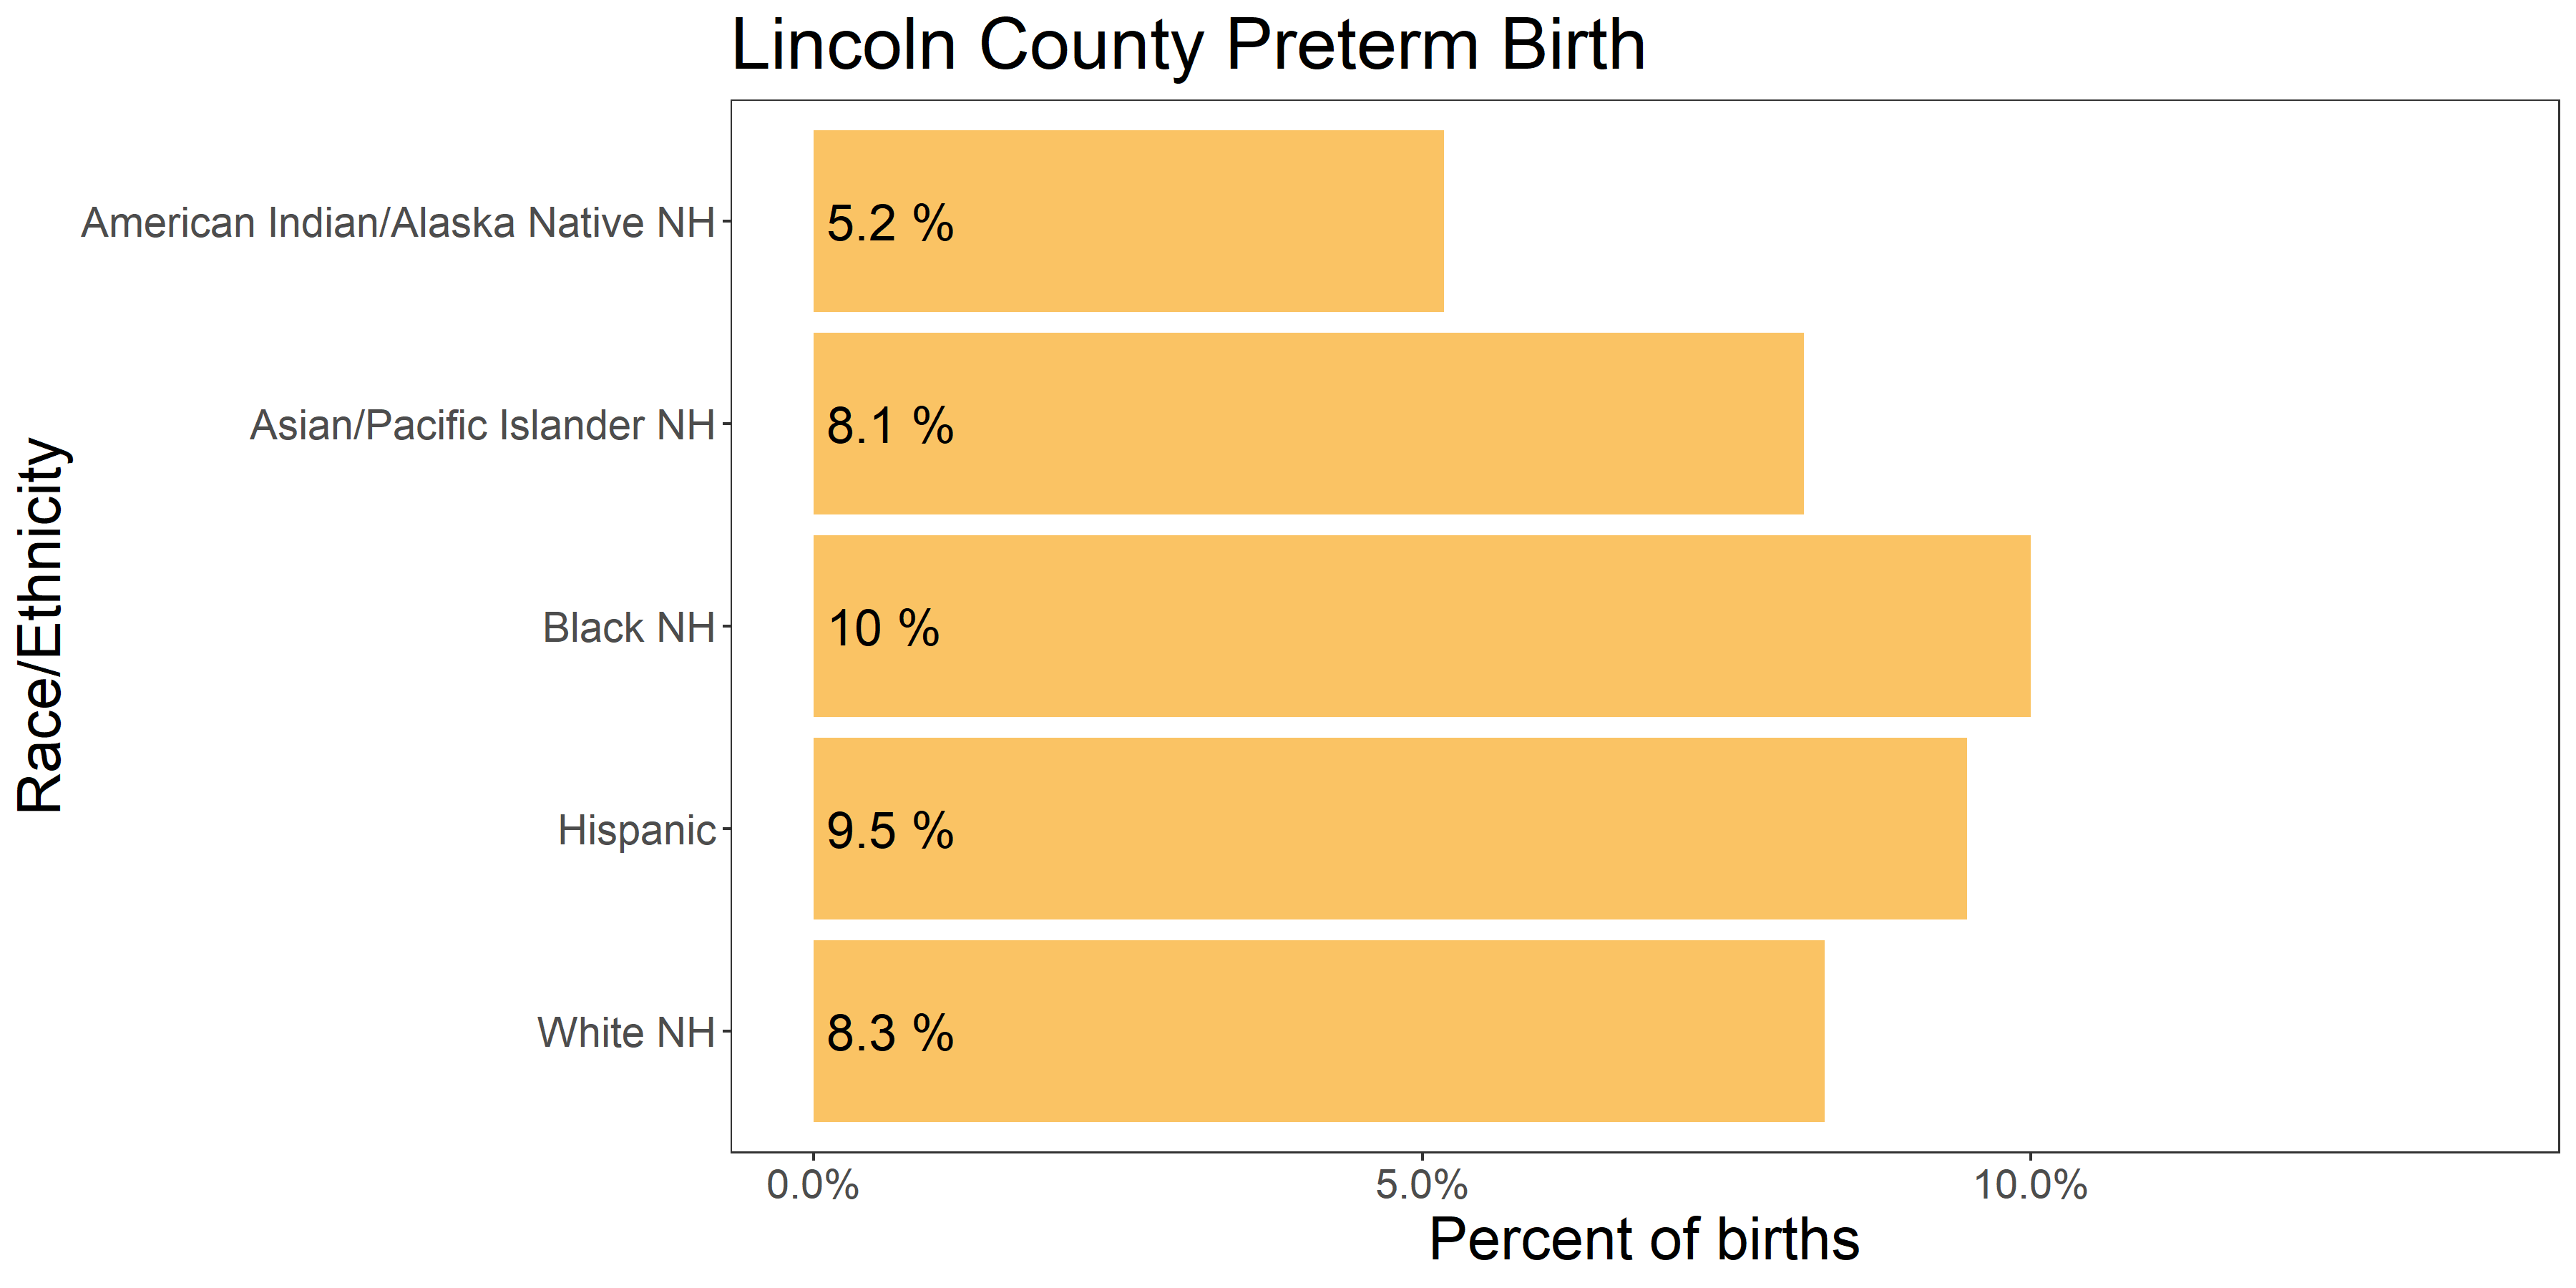 Lincoln County Preterm Birth
Race/Ethnicity
American Indian/Alaska Native NH
5.2 %
Asian/Pacific Islander NH
8.1 %
Black NH
10 %
Hispanic
9.5 %
White NH
8.3 %
0.0%
5.0%
10.0%
Percent of births